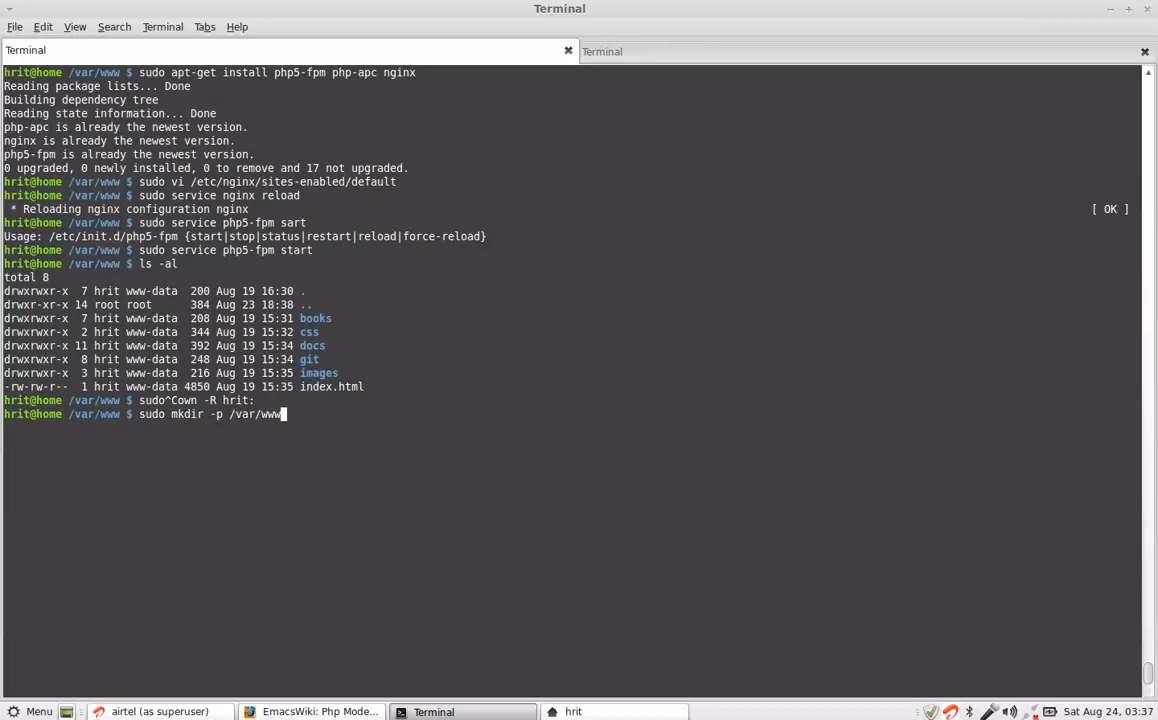 Terminal
File Edit View Search Terminal Tabs Help
Terminal
Terminal
hrit@home /var/www $ sudo apt-get install php5-fpm php-apc nginx
Reading package lists... Done
Building dependency tree
Reading state information... Done
php-apc is already the newest version.
nginx is already the newest version.
php5-fpm is already the newest version.
0 upgraded, 0 newly installed, 0 to remove and 17 not upgraded.
hrit@home /var/www $ sudo vi /etc/nginx/sites-enabled/default
hrit@home /var/www $ sudo service nginx reload
 * Reloading nginx configuration nginx [ OK ]
hrit@home /var/www $ sudo service php5-fpm sart
Usage: /etc/init.d/php5-fpm {start|stop|status|restart|reload|force-reload}
hrit@home /var/www $ sudo service php5-fpm start
hrit@home /var/www $ ls -al
total 8
drwxrwxr-x  7 hrit www-data  200 Aug 19 16:30 .
drwxr-xr-x 14 root root      384 Aug 23 18:38 ..
drwxrwxr-x  7 hrit www-data  208 Aug 19 15:31 books
drwxrwxr-x  2 hrit www-data  344 Aug 19 15:32 css
drwxrwxr-x 11 hrit www-data  392 Aug 19 15:34 docs
drwxrwxr-x  8 hrit www-data  248 Aug 19 15:34 git
drwxrwxr-x  3 hrit www-data  216 Aug 19 15:35 images
-rw-rw-r--  1 hrit www-data 4850 Aug 19 15:35 index.html
hrit@home /var/www $ sudo^Cown -R hrit:
hrit@home /var/www $ sudo mkdir -p /var/www
Menu airtel (as superuser) EmacsWiki: Php Mode... Terminal hrit Sat Aug 24, 03:37